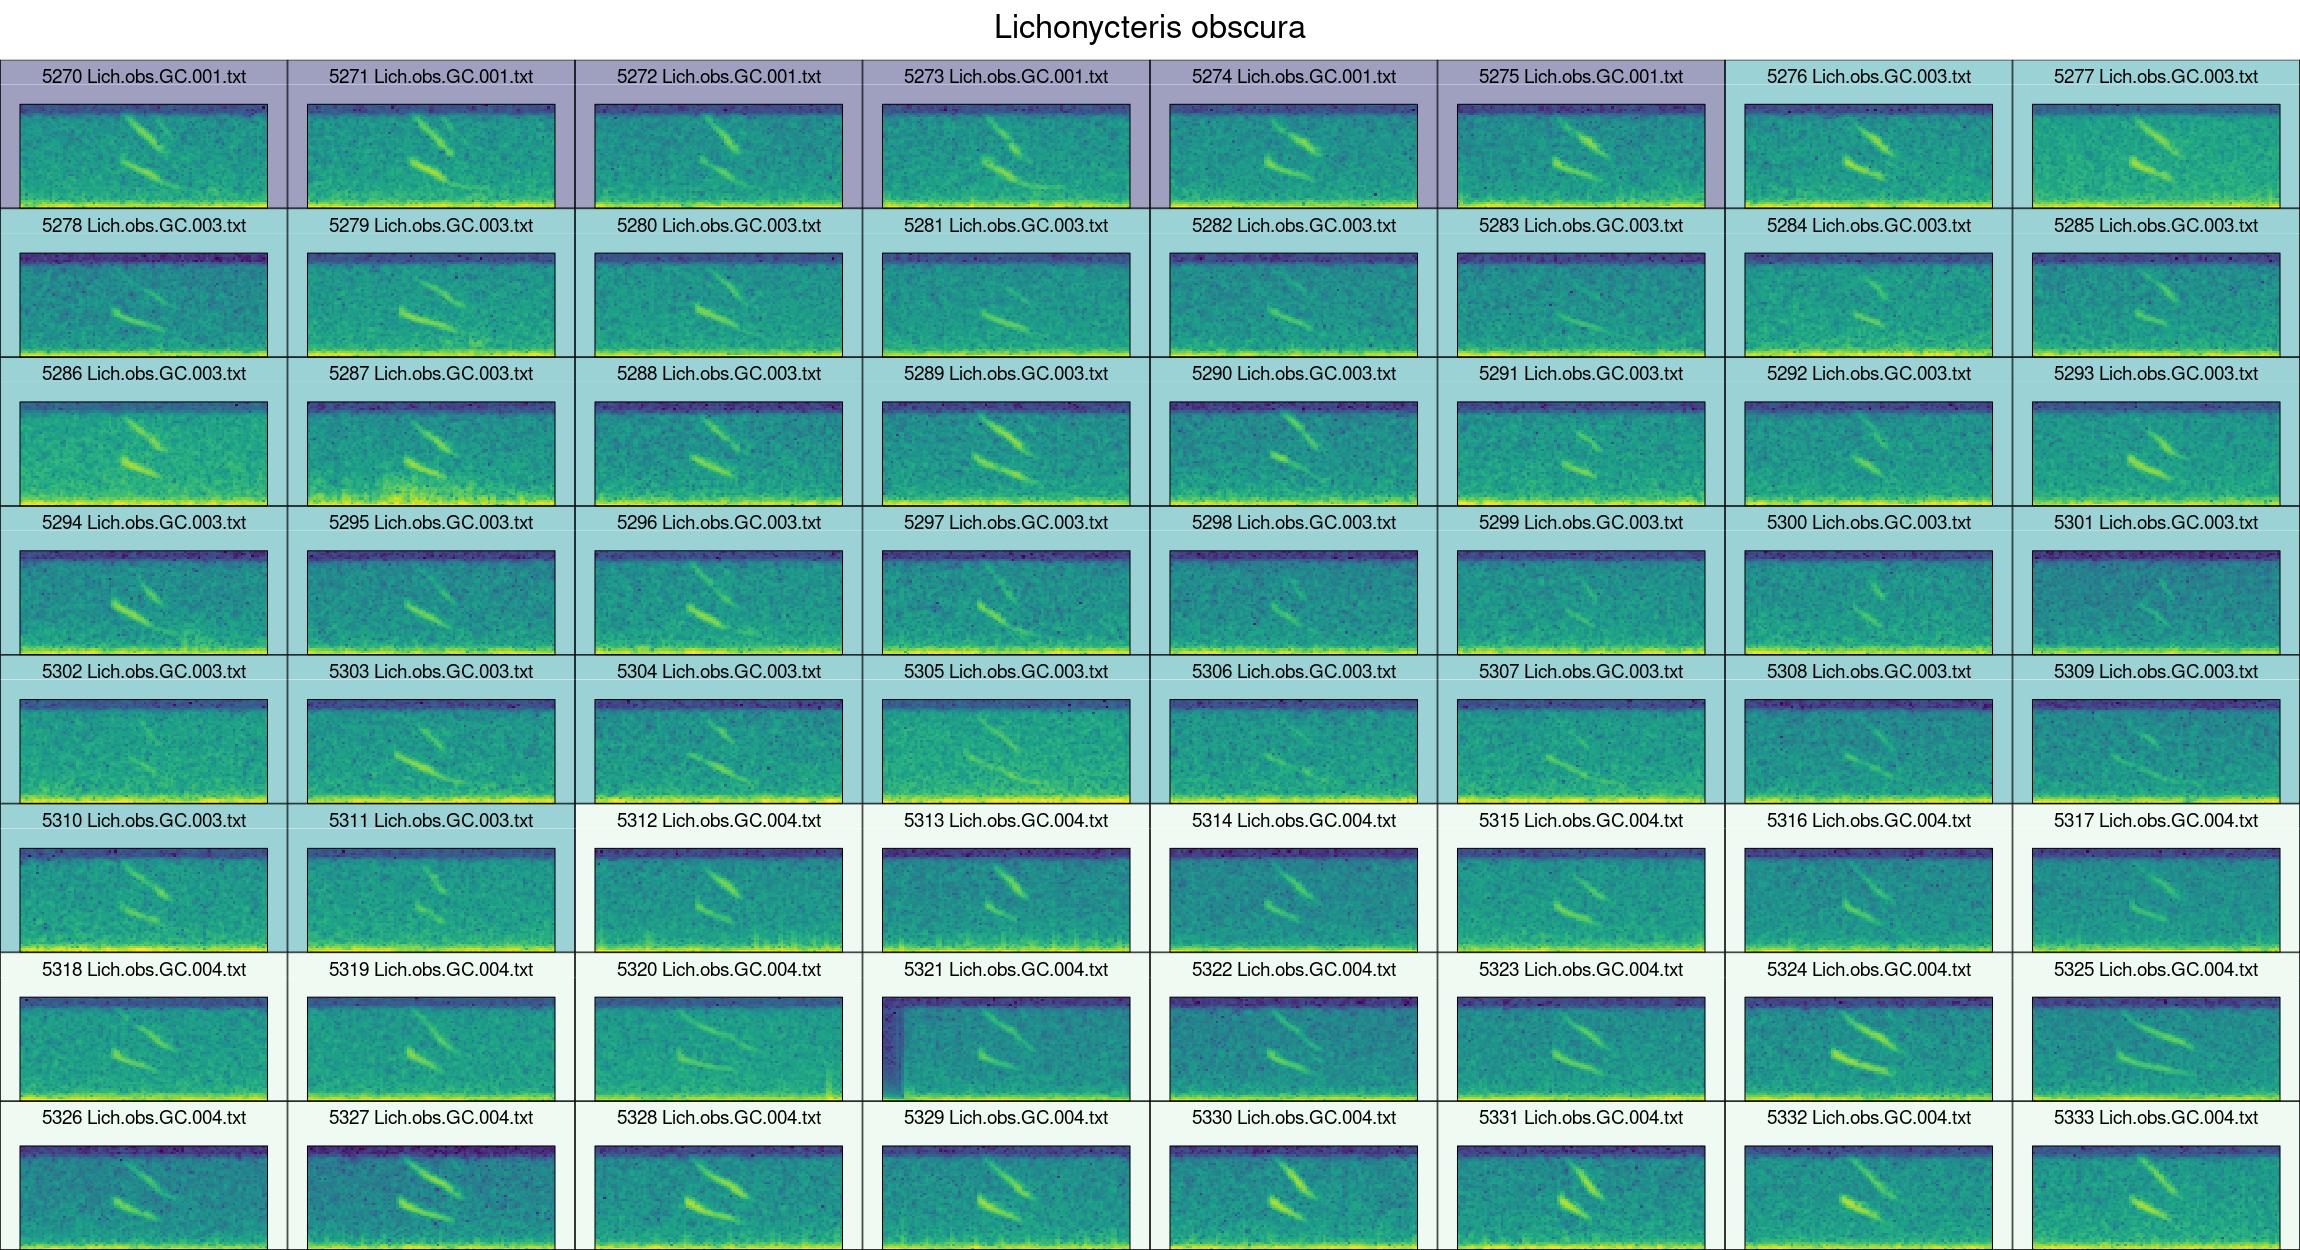 Lichonycteris obscura
5270 Lich.obs.GC.001.txt 5271 Lich.obs.GC.001.txt 5272 Lich.obs.GC.001.txt 5273 Lich.obs.GC.001.txt 5274 Lich.obs.GC.001.txt 5275 Lich.obs.GC.001.txt 5276 Lich.obs.GC.003.txt 5277 Lich.obs.GC.003.txt
5278 Lich.obs.GC.003.txt 5279 Lich.obs.GC.003.txt 5280 Lich.obs.GC.003.txt 5281 Lich.obs.GC.003.txt 5282 Lich.obs.GC.003.txt 5283 Lich.obs.GC.003.txt 5284 Lich.obs.GC.003.txt 5285 Lich.obs.GC.003.txt
5286 Lich.obs.GC.003.txt 5287 Lich.obs.GC.003.txt 5288 Lich.obs.GC.003.txt 5289 Lich.obs.GC.003.txt 5290 Lich.obs.GC.003.txt 5291 Lich.obs.GC.003.txt 5292 Lich.obs.GC.003.txt 5293 Lich.obs.GC.003.txt
5294 Lich.obs.GC.003.txt 5295 Lich.obs.GC.003.txt 5296 Lich.obs.GC.003.txt 5297 Lich.obs.GC.003.txt 5298 Lich.obs.GC.003.txt 5299 Lich.obs.GC.003.txt 5300 Lich.obs.GC.003.txt 5301 Lich.obs.GC.003.txt
5302 Lich.obs.GC.003.txt 5303 Lich.obs.GC.003.txt 5304 Lich.obs.GC.003.txt 5305 Lich.obs.GC.003.txt 5306 Lich.obs.GC.003.txt 5307 Lich.obs.GC.003.txt 5308 Lich.obs.GC.003.txt 5309 Lich.obs.GC.003.txt
5310 Lich.obs.GC.003.txt 5311 Lich.obs.GC.003.txt 5312 Lich.obs.GC.004.txt 5313 Lich.obs.GC.004.txt 5314 Lich.obs.GC.004.txt 5315 Lich.obs.GC.004.txt 5316 Lich.obs.GC.004.txt 5317 Lich.obs.GC.004.txt
5318 Lich.obs.GC.004.txt 5319 Lich.obs.GC.004.txt 5320 Lich.obs.GC.004.txt 5321 Lich.obs.GC.004.txt 5322 Lich.obs.GC.004.txt 5323 Lich.obs.GC.004.txt 5324 Lich.obs.GC.004.txt 5325 Lich.obs.GC.004.txt
5326 Lich.obs.GC.004.txt 5327 Lich.obs.GC.004.txt 5328 Lich.obs.GC.004.txt 5329 Lich.obs.GC.004.txt 5330 Lich.obs.GC.004.txt 5331 Lich.obs.GC.004.txt 5332 Lich.obs.GC.004.txt 5333 Lich.obs.GC.004.txt